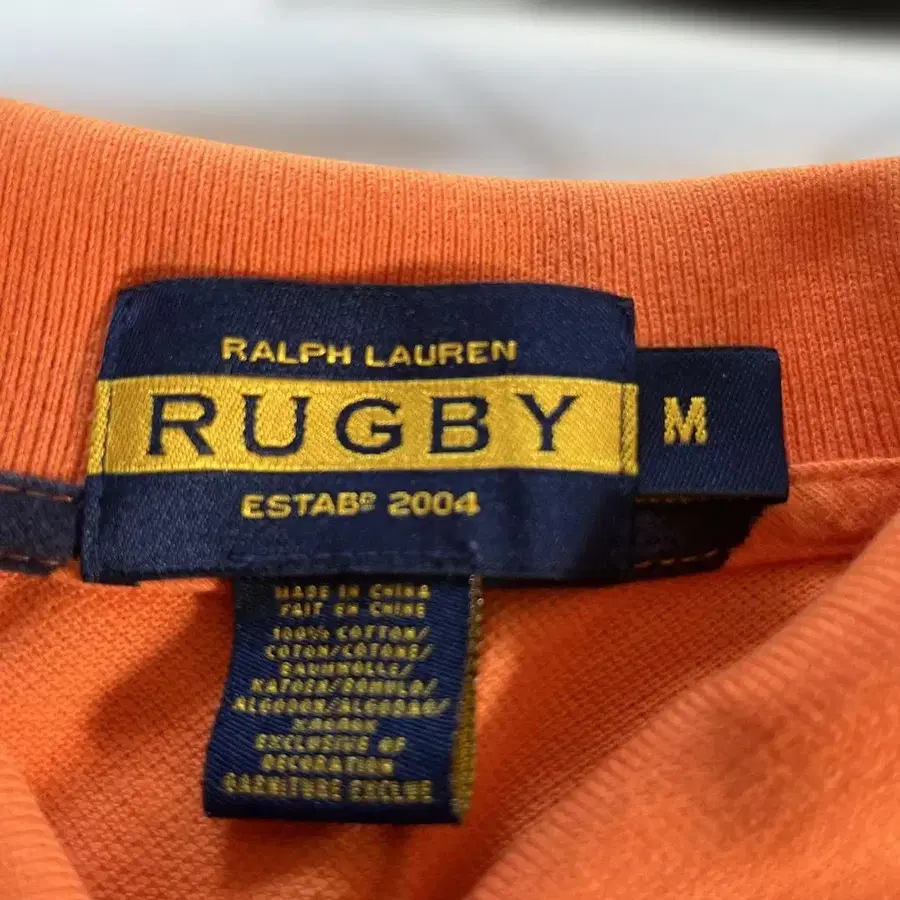 RALPH LAUREN
RUGBY
ESTABD 2004
M
MADE IN CHINA
FAIT EN CHINE
100% COTTON/
COTON/COTONE/
BAUMWOLLE/
ALGODON/ALGODAO/
EXCLUSIVE OF
DECORATION
GARNITURE EXCLUE